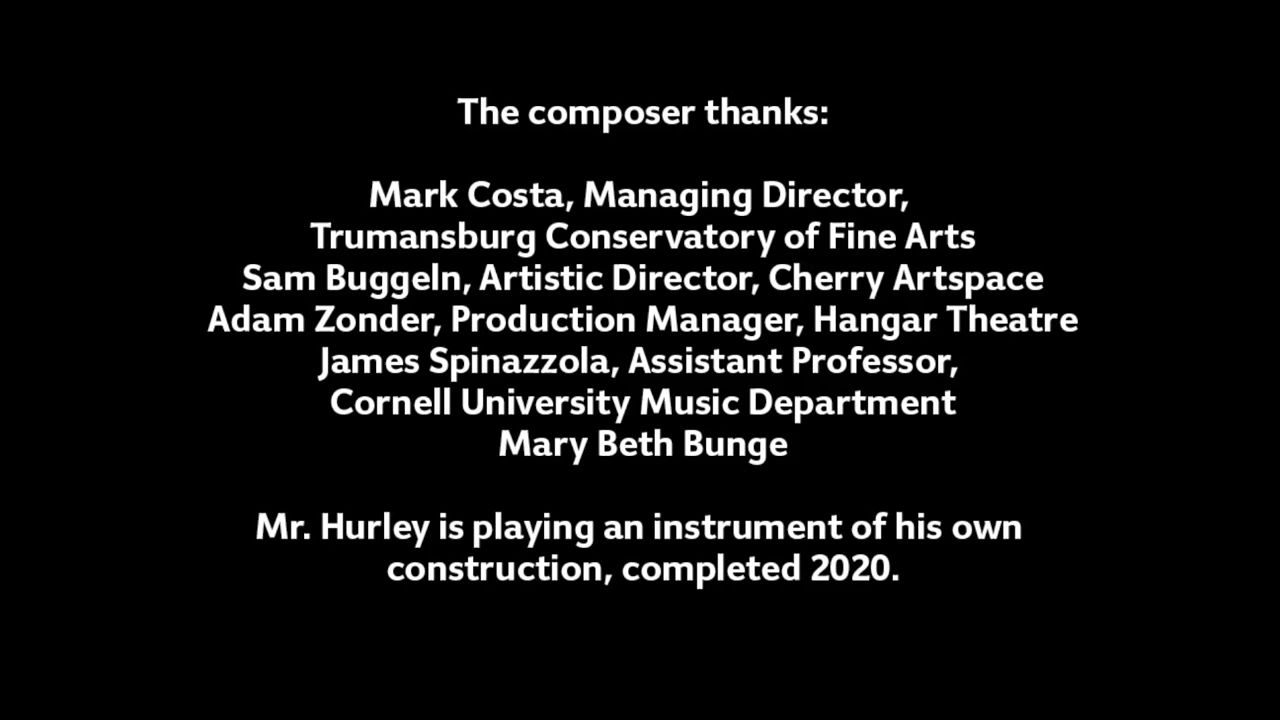 The composer thanks:
Mark Costa, Managing Director,
Trumansburg Conservatory of Fine Arts
Sam Buggeln, Artistic Director, Cherry Artspace
Adam Zonder, Production Manager, Hangar Theatre
James Spinazzola, Assistant Professor,
Cornell University Music Department
Mary Beth Bunge
Mr. Hurley is playing an instrument of his own
construction, completed 2020.